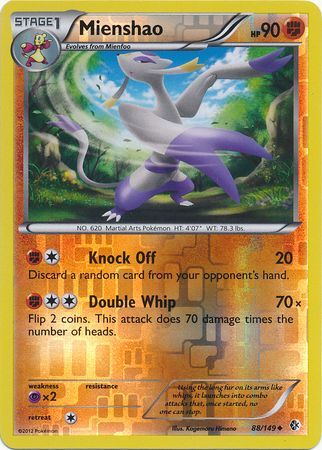 STAGE1 Mienshao HP 90
Evolves from Mienfoo
NO. 620 Martial Arts Pokémon HT: 4'07" WT: 78.3 lbs.
Knock Off 20
Discard a random card from your opponent's hand.
Double Whip 70×
Flip 2 coins. This attack does 70 damage times
the number of heads.
weakness resistance
×2
retreat
Using the long fur on its arms like
whips, it launches into combo
attacks that, once started, no
one can stop.
©2012 Pokémon Illus. Kagemaru Himeno 88/149